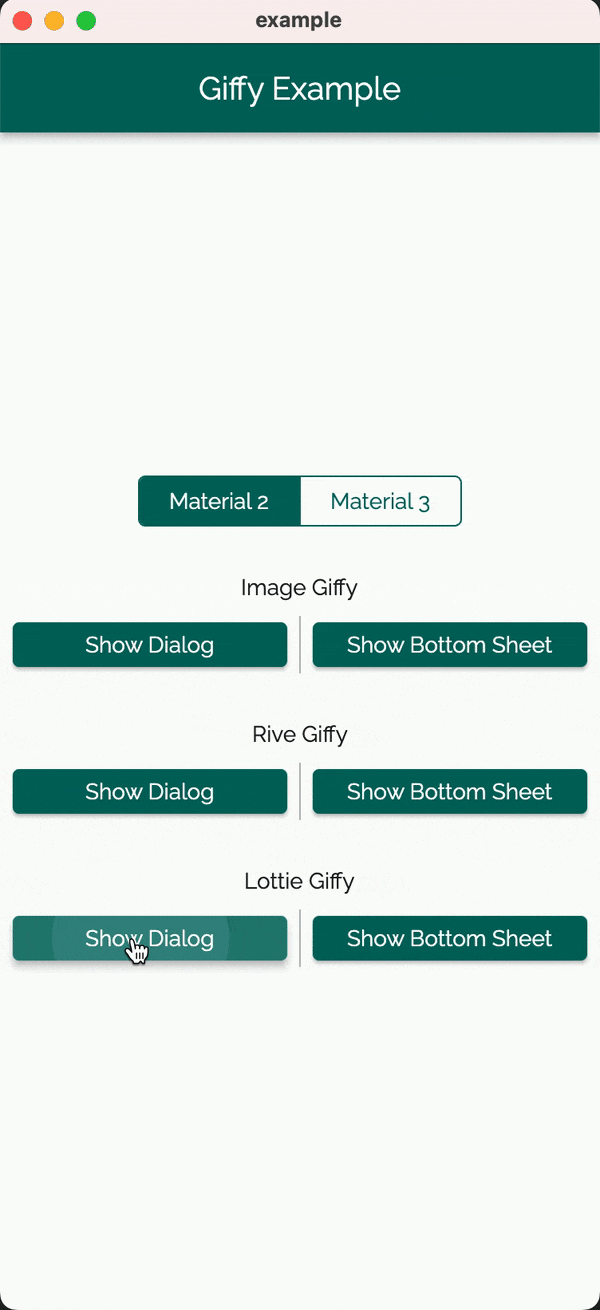 example
Giffy Example
Material 2 Material 3
Image Giffy
Show Dialog Show Bottom Sheet
Rive Giffy
Show Dialog Show Bottom Sheet
Lottie Giffy
Show Dialog Show Bottom Sheet